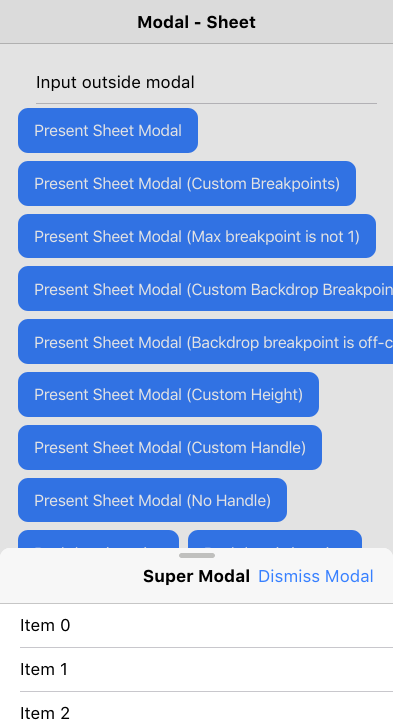 Modal - Sheet
Input outside modal
Present Sheet Modal
Present Sheet Modal (Custom Breakpoints)
Present Sheet Modal (Max breakpoint is not 1)
Present Sheet Modal (Custom Backdrop Breakpoin
Present Sheet Modal (Backdrop breakpoint is off-c
Present Sheet Modal (Custom Height)
Present Sheet Modal (Custom Handle)
Present Sheet Modal (No Handle)
Super Modal Dismiss Modal
Item 0
Item 1
Item 2